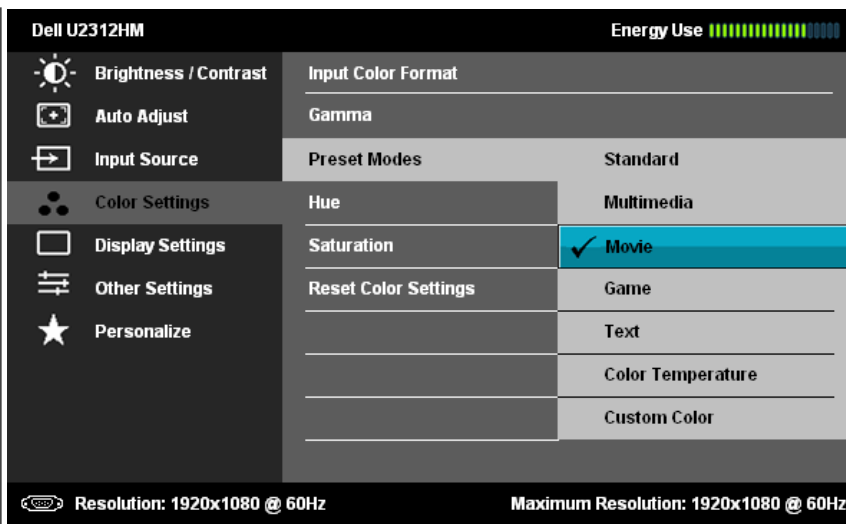 Dell U2312HM Energy Use
Brightness / Contrast Input Color Format
Auto Adjust Gamma
Input Source Preset Modes Standard
Color Settings Hue Multimedia
Display Settings Saturation Movie
Other Settings Reset Color Settings Game
Personalize Text
Color Temperature
Custom Color
Resolution: 1920x1080 @ 60Hz Maximum Resolution: 1920x1080 @ 60Hz